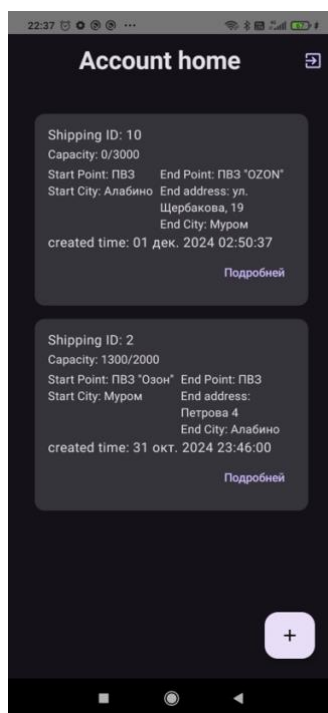 22:37
Account home
Shipping ID: 10
Capacity: 0/3000
Start Point: ПВЗ
End Point: ПВЗ "OZON"
Start City: Алабино
End address: ул.
Щербакова, 19
End City: Муром
created time: 01 дек. 2024 02:50:37
Подробней
Shipping ID: 2
Capacity: 1300/2000
Start Point: ПВЗ "Озон"
End Point: ПВЗ
Start City: Муром
End address:
Петрова 4
End City: Алабино
created time: 31 окт. 2024 23:46:00
Подробней
+